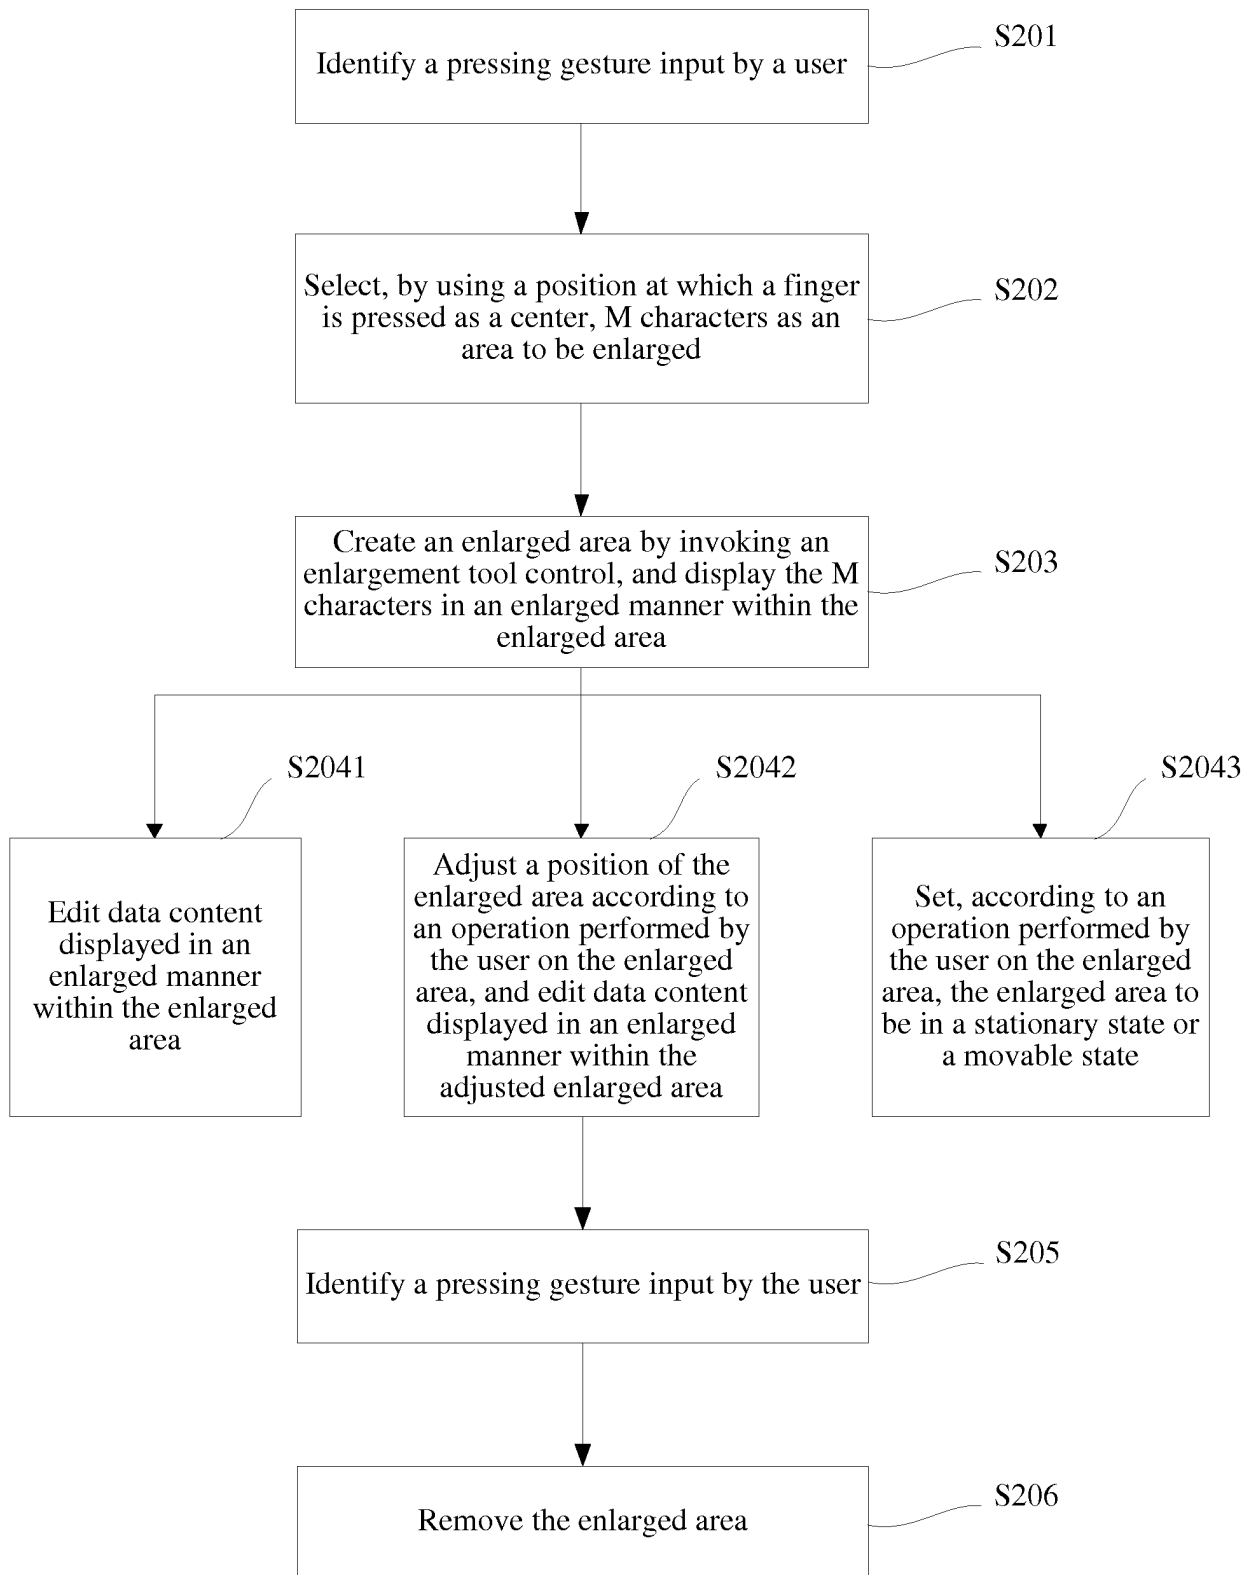 S201
Identify a pressing gesture input by a user
S202
Select, by using a position at which a finger
is pressed as a center, M characters as an
area to be enlarged
S203
Create an enlarged area by invoking an
enlargement tool control, and display the M
characters in an enlarged manner within the
enlarged area
S2041
Edit data content
displayed in an
enlarged manner
within the enlarged
area
S2042
Adjust a position of the
enlarged area according to
an operation performed by
the user on the enlarged
area, and edit data content
displayed in an enlarged
manner within the
adjusted enlarged area
S2043
Set, according to an
operation performed by
the user on the enlarged
area, the enlarged area to
be in a stationary state or
a movable state
S205
Identify a pressing gesture input by the user
S206
Remove the enlarged area